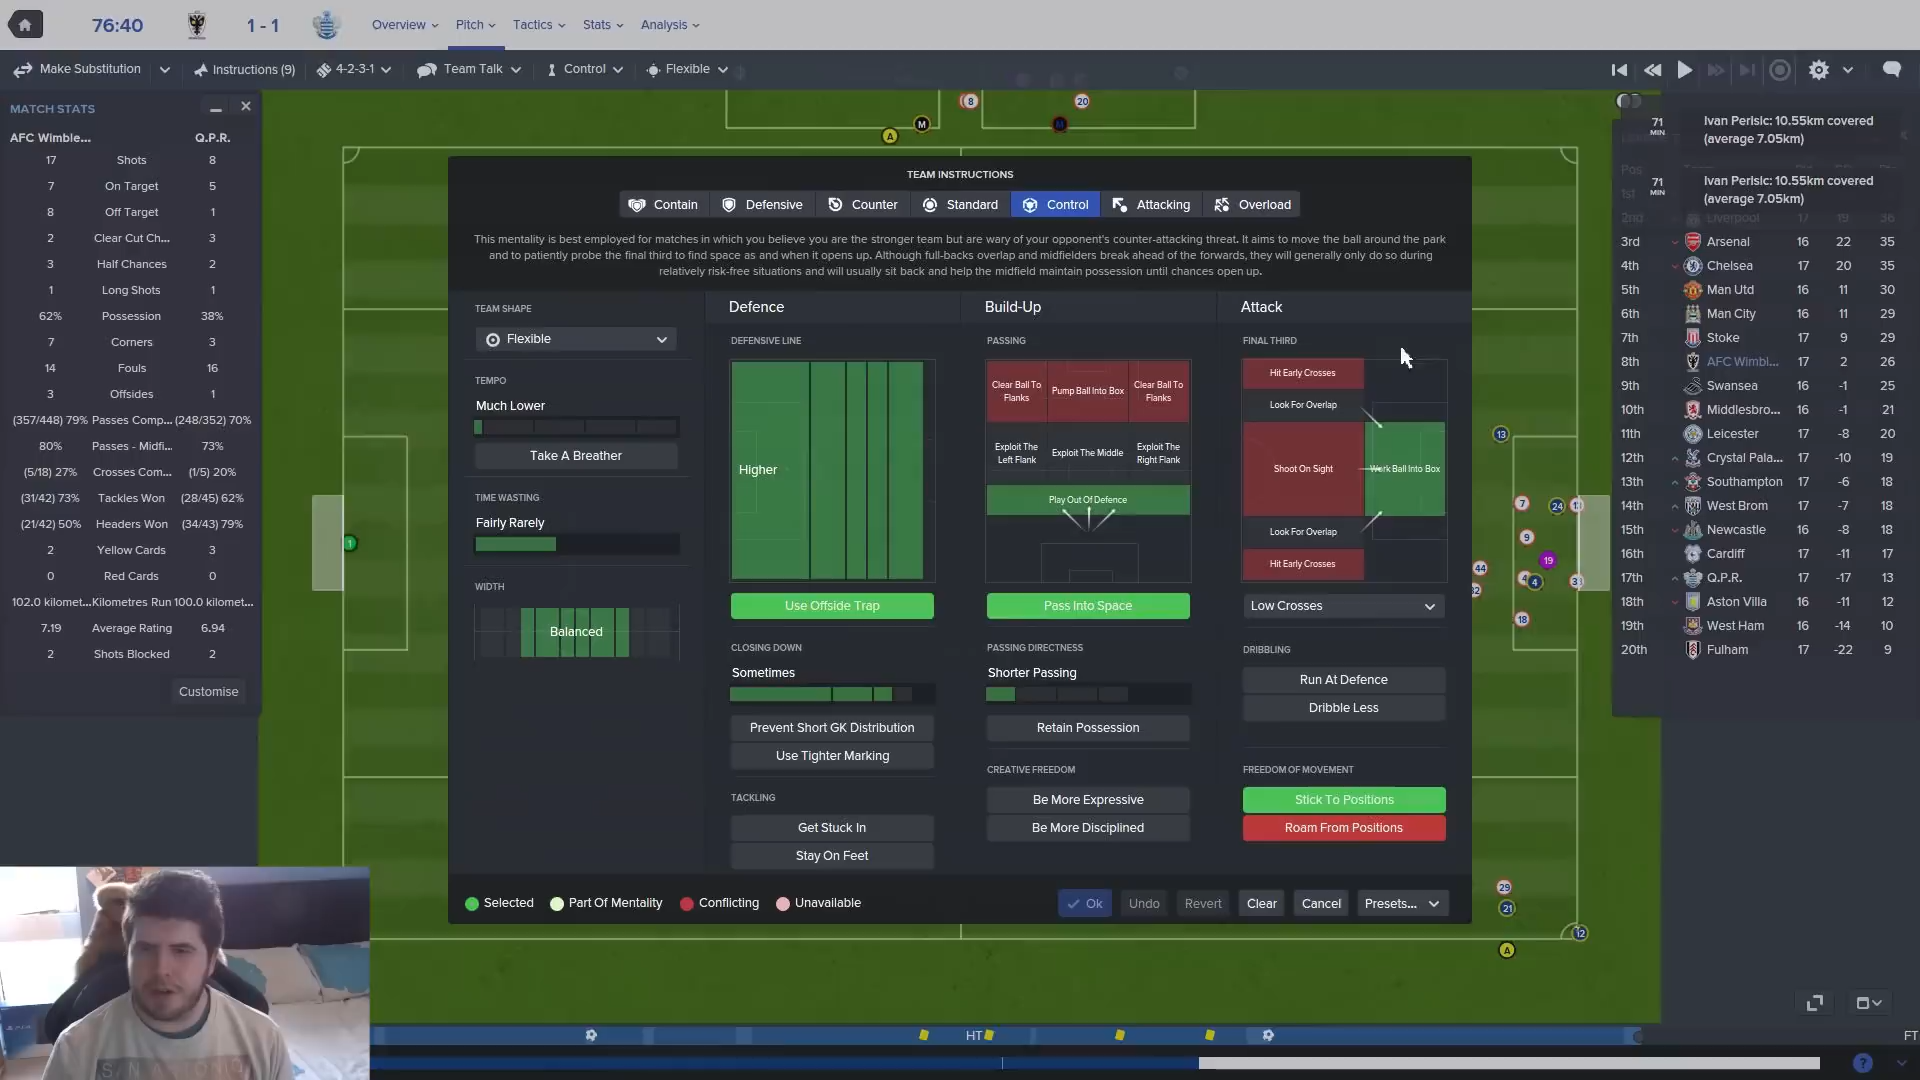 76:40
1 - 1
Overview
Pitch
Tactics
Stats
Analysis
Make Substitution
Instructions (9)
4-2-3-1
Team Talk
Control
Flexible
MATCH STATS
AFC Wimble... Q.P.R.
17 Shots 8
7 On Target 5
8 Off Target 1
2 Clear Cut Ch... 3
3 Half Chances 2
1 Long Shots 1
62% Possession 38%
7 Corners 3
14 Fouls 16
3 Offsides 1
(357/448) 79% Passes Comp... (248/352) 70%
80% Passes - Midfi... 73%
(5/18) 27% Crosses Com... (1/5) 20%
(31/42) 73% Tackles Won (28/45) 62%
(21/42) 50% Headers Won (34/43) 79%
2 Yellow Cards 3
0 Red Cards 0
102.0 kilomet... Kilometres Run 100.0 kilomet...
7.19 Average Rating 6.94
2 Shots Blocked 2
Customise
8
20
M
M
A
TEAM INSTRUCTIONS
Contain
Defensive
Counter
Standard
Control
Attacking
Overload
This mentality is best employed for matches in which you believe you are the stronger team but are wary of your opponent's counter-attacking threat. It aims to move the ball around the park
and to patiently probe the final third to find space as and when it opens up. Although full-backs overlap and midfielders break ahead of the forwards, they will generally only do so during
relatively risk-free situations and will usually sit back and help the midfield maintain possession until chances open up.
TEAM SHAPE
Flexible
TEMPO
Much Lower
Take A Breather
TIME WASTING
Fairly Rarely
WIDTH
Balanced
Defence
DEFENSIVE LINE
Higher
Use Offside Trap
CLOSING DOWN
Sometimes
Prevent Short GK Distribution
Use Tighter Marking
TACKLING
Get Stuck In
Stay On Feet
Build-Up
PASSING
Clear Ball To
Flanks
Pump Ball Into Box
Clear Ball To
Flanks
Exploit The
Left Flank
Exploit The Middle
Exploit The
Right Flank
Play Out Of Defence
Pass Into Space
PASSING DIRECTNESS
Shorter Passing
Retain Possession
CREATIVE FREEDOM
Be More Expressive
Be More Disciplined
Attack
FINAL THIRD
Hit Early Crosses
Look For Overlap
Shoot On Sight
Work Ball Into Box
Look For Overlap
Hit Early Crosses
Low Crosses
DRIBBLING
Run At Defence
Dribble Less
FREEDOM OF MOVEMENT
Stick To Positions
Roam From Positions
Selected
Part Of Mentality
Conflicting
Unavailable
Ok
Undo
Revert
Clear
Cancel
Presets...
71
MIN
Ivan Perisic: 10.55km covered
(average 7.05km)
71
MIN
Ivan Perisic: 10.55km covered
(average 7.05km)
Pos
1st
2nd Liverpool 17 19 36
3rd Arsenal 16 22 35
4th Chelsea 17 20 35
5th Man Utd 16 11 30
6th Man City 16 11 29
7th Stoke 17 9 29
8th AFC Wimbl... 17 2 26
9th Swansea 16 -1 25
10th Middlesbro... 16 -1 21
11th Leicester 17 -8 20
12th Crystal Pala... 17 -10 19
13th Southampton 17 -6 18
14th West Brom 17 -7 18
15th Newcastle 16 -8 18
16th Cardiff 17 -11 17
17th Q.P.R. 17 -17 13
18th Aston Villa 16 -11 12
19th West Ham 16 -14 10
20th Fulham 17 -22 9
1
13
7
24
9
19
44
4
18
29
21
12
A
HT
FT
?